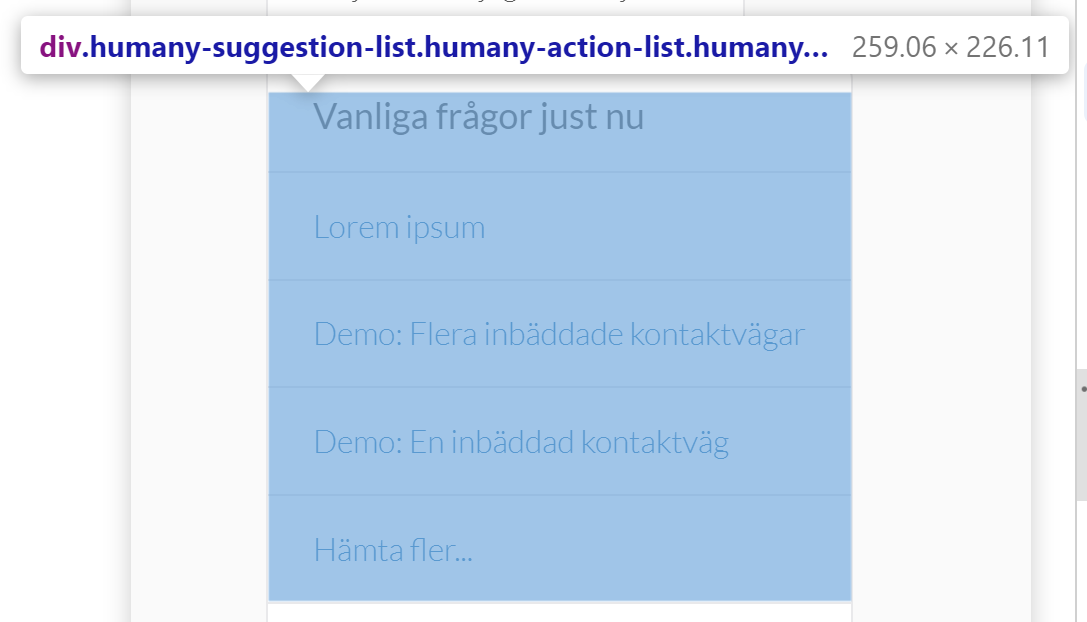 div.humany-suggestion-list.humany-action-list.humany... 259.06 × 226.11
Vanliga frågor just nu
Lorem ipsum
Demo: Flera inbäddade kontaktvägar
Demo: En inbäddad kontaktväg
Hämta fler...